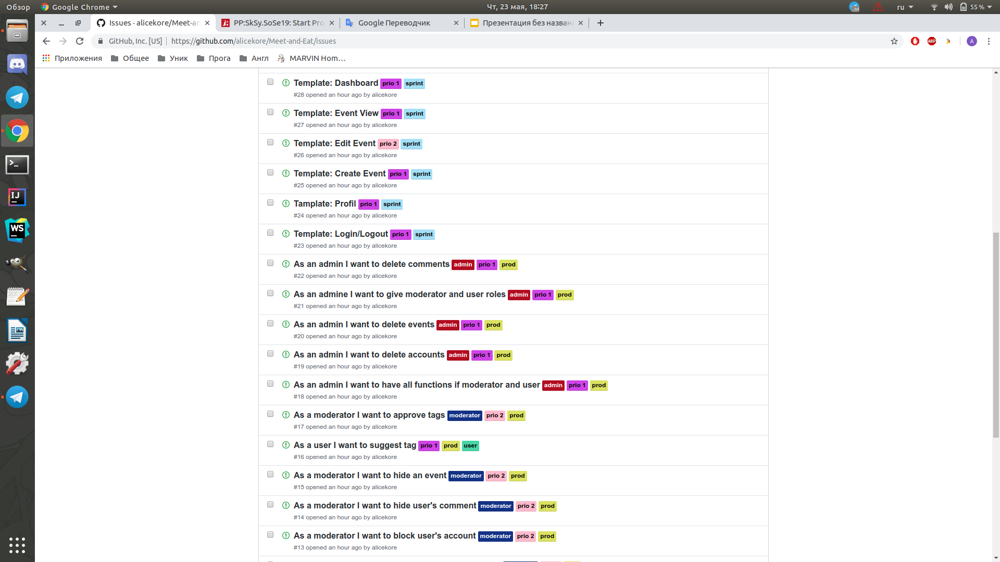 Обзор
Google Chrome
Чт, 23 мая, 18:27
94
ru
55 %
Issues · alicekore/Meet-an
PP:SkSy.SoSe19: Start Pro
Google Переводчик
Презентация без назван
GitHub, Inc. [US]
https://github.com/alicekore/Meet-and-Eat/issues
ABP
A
Приложения
Общее
Уник
Прога
Англ
MARVIN Hom…
Template: Dashboard prio 1 sprint
#28 opened an hour ago by alicekore
Template: Event View prio 1 sprint
#27 opened an hour ago by alicekore
Template: Edit Event prio 2 sprint
#26 opened an hour ago by alicekore
Template: Create Event prio 1 sprint
#25 opened an hour ago by alicekore
Tamplate: Profil prio 1 sprint
#24 opened an hour ago by alicekore
Template: Login/Logout prio 1 sprint
#23 opened an hour ago by alicekore
As an admin I want to delete comments admin prio 1 prod
#22 opened an hour ago by alicekore
As an admine I want to give moderator and user roles admin prio 1 prod
#21 opened an hour ago by alicekore
As an admin I want to delete events admin prio 1 prod
#20 opened an hour ago by alicekore
As an admin I want to delete accounts admin prio 1 prod
#19 opened an hour ago by alicekore
As an admin I want to have all functions if moderator and user admin prio 1 prod
#18 opened an hour ago by alicekore
As a moderator I want to approve tags moderator prio 2 prod
#17 opened an hour ago by alicekore
As a user I want to suggest tag prio 1 prod user
#16 opened an hour ago by alicekore
As a moderator I want to hide an event moderator prio 2 prod
#15 opened an hour ago by alicekore
As a moderator I want to hide user's comment moderator prio 2 prod
#14 opened an hour ago by alicekore
As a moderator I want to block user's account moderator prio 2 prod
#13 opened an hour ago by alicekore
IJ
WS